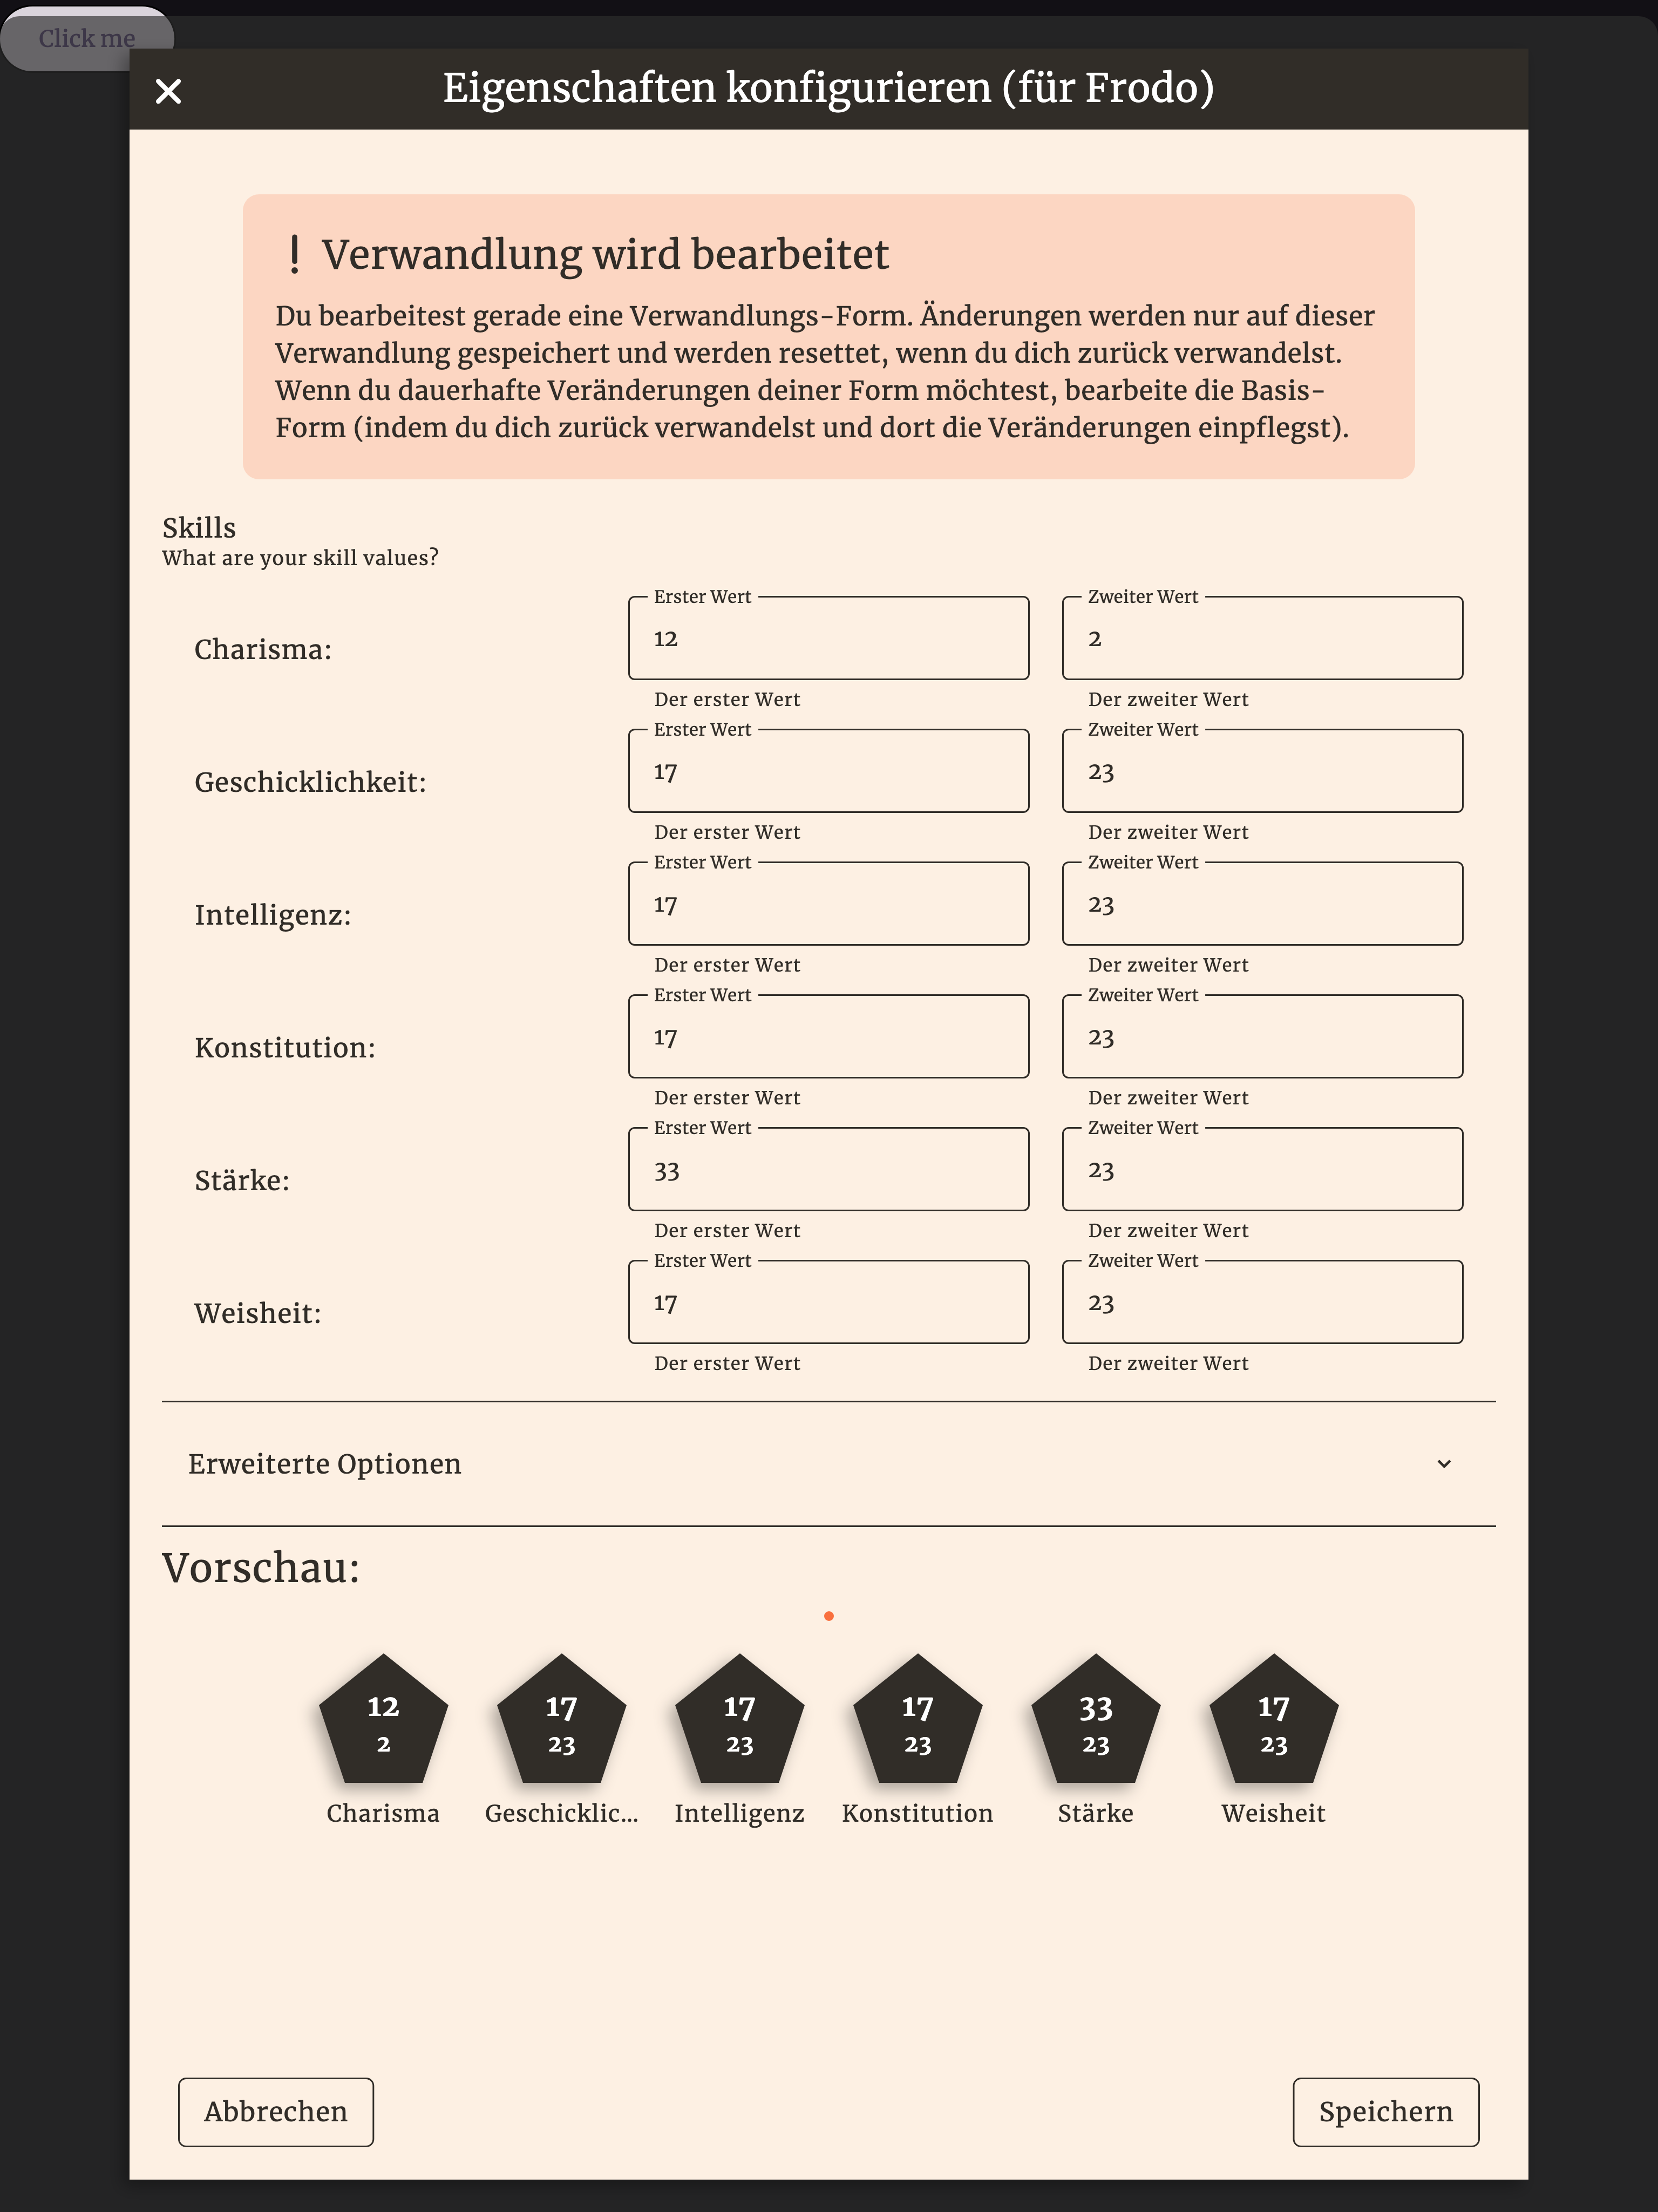 Click me
Eigenschaften konfigurieren (für Frodo)
! Verwandlung wird bearbeitet
Du bearbeitest gerade eine Verwandlungs-Form. Änderungen werden nur auf dieser
Verwandlung gespeichert und werden resettet, wenn du dich zurück verwandelst.
Wenn du dauerhafte Veränderungen deiner Form möchtest, bearbeite die Basis-
Form (indem du dich zurück verwandelst und dort die Veränderungen einpflegst).
Skills
What are your skill values?
Erster Wert Zweiter Wert
Charisma: 12 2
Der erster Wert Der zweiter Wert
Erster Wert Zweiter Wert
Geschicklichkeit: 17 23
Der erster Wert Der zweiter Wert
Erster Wert Zweiter Wert
Intelligenz: 17 23
Der erster Wert Der zweiter Wert
Erster Wert Zweiter Wert
Konstitution: 17 23
Der erster Wert Der zweiter Wert
Erster Wert Zweiter Wert
Stärke: 33 23
Der erster Wert Der zweiter Wert
Erster Wert Zweiter Wert
Weisheit: 17 23
Der erster Wert Der zweiter Wert
Erweiterte Optionen
Vorschau:
12 17 17 17 33 17
2 23 23 23 23 23
Charisma Geschicklic... Intelligenz Konstitution Stärke Weisheit
Abbrechen Speichern